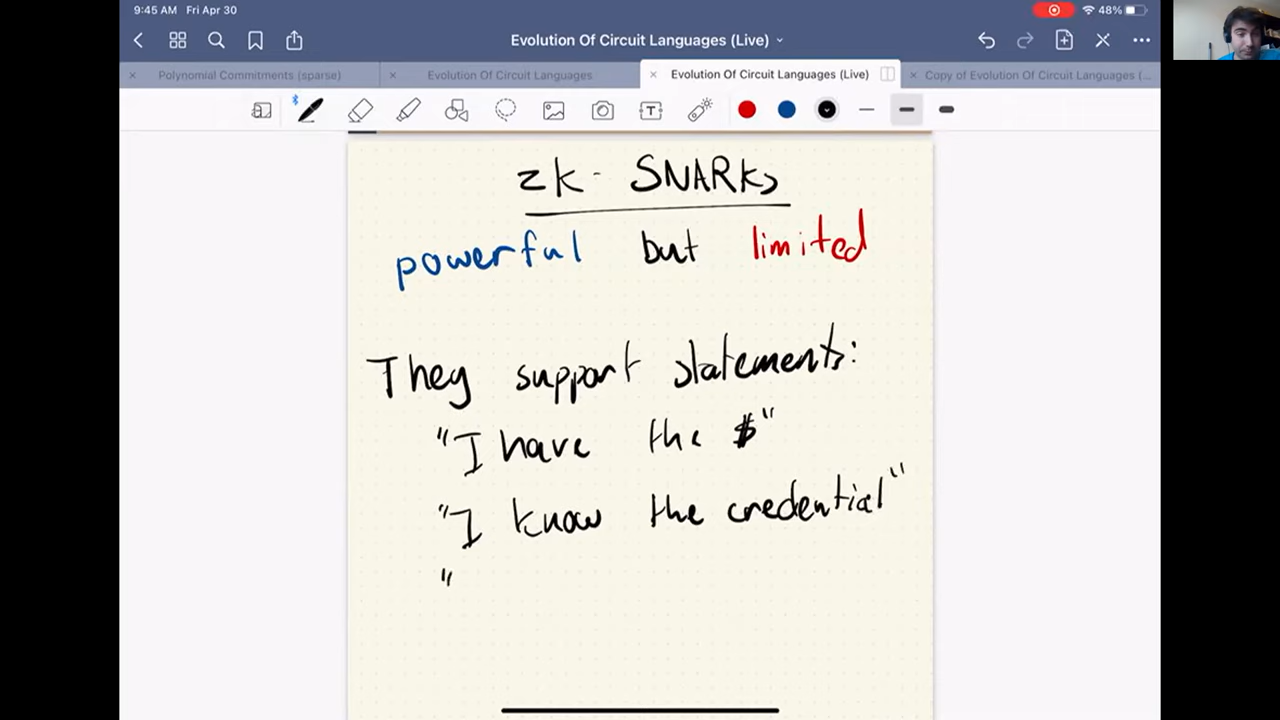 9:45 AM Fri Apr 30
48%
Evolution Of Circuit Languages (Live)
Polynomial Commitments (sparse)
Evolution Of Circuit Languages
Evolution Of Circuit Languages (Live)
Copy of Evolution Of Circuit Languages (...
zk-SNARKs
powerful but limited
They support statements:
"I have the $"
"I know the credential"
"